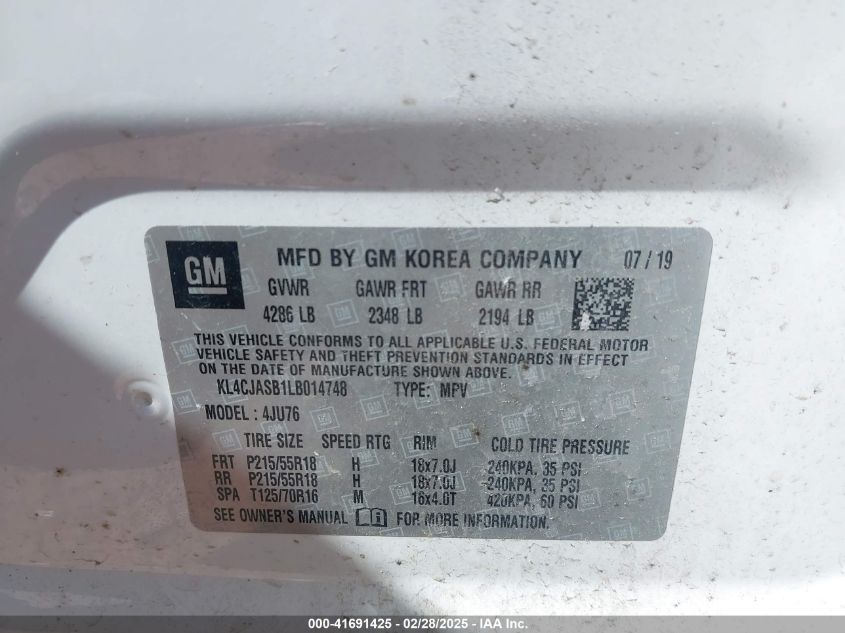 GM
MFD BY GM KOREA COMPANY 07 / 19
GVWR GAWR FRT GAWR RR
4286 LB 2348 LB 2194 LB
THIS VEHICLE CONFORMS TO ALL APPLICABLE U.S. FEDERAL MOTOR
VEHICLE SAFETY AND THEFT PREVENTION STANDARDS IN EFFECT
ON THE DATE OF MANUFACTURE SHOWN ABOVE.
KL4CJASB1LB014748 TYPE: MPV
MODEL : 4JU76
TIRE SIZE SPEED RTG RIM COLD TIRE PRESSURE
FRT P215/55R18 H 18x7.0J 240KPA, 35 PSI
RR P215/55R18 H 18x7.0J 240KPA, 35 PSI
SPA T125/70R16 M 16x4.0T 420KPA, 60 PSI
SEE OWNER'S MANUAL FOR MORE INFORMATION.
000-41691425 - 02/28/2025 - IAA Inc.